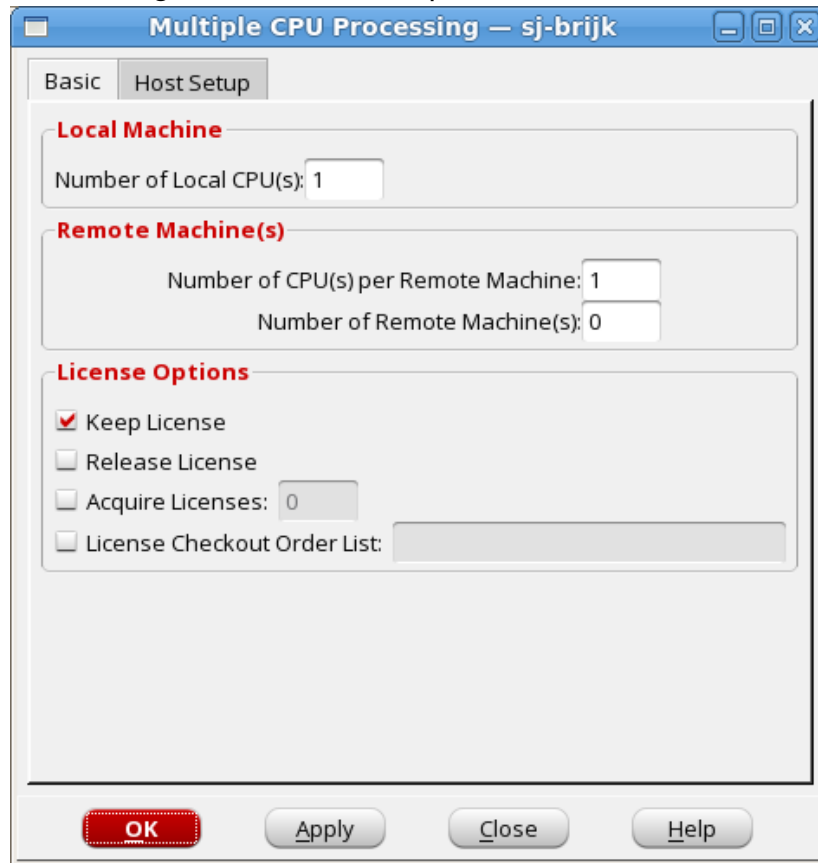 Multiple CPU Processing — sj-brijk
Basic Host Setup
Local Machine
Number of Local CPU(s): 1
Remote Machine(s)
Number of CPU(s) per Remote Machine: 1
Number of Remote Machine(s): 0
License Options
Keep License
Release License
Acquire Licenses: 0
License Checkout Order List:
OK Apply Close Help